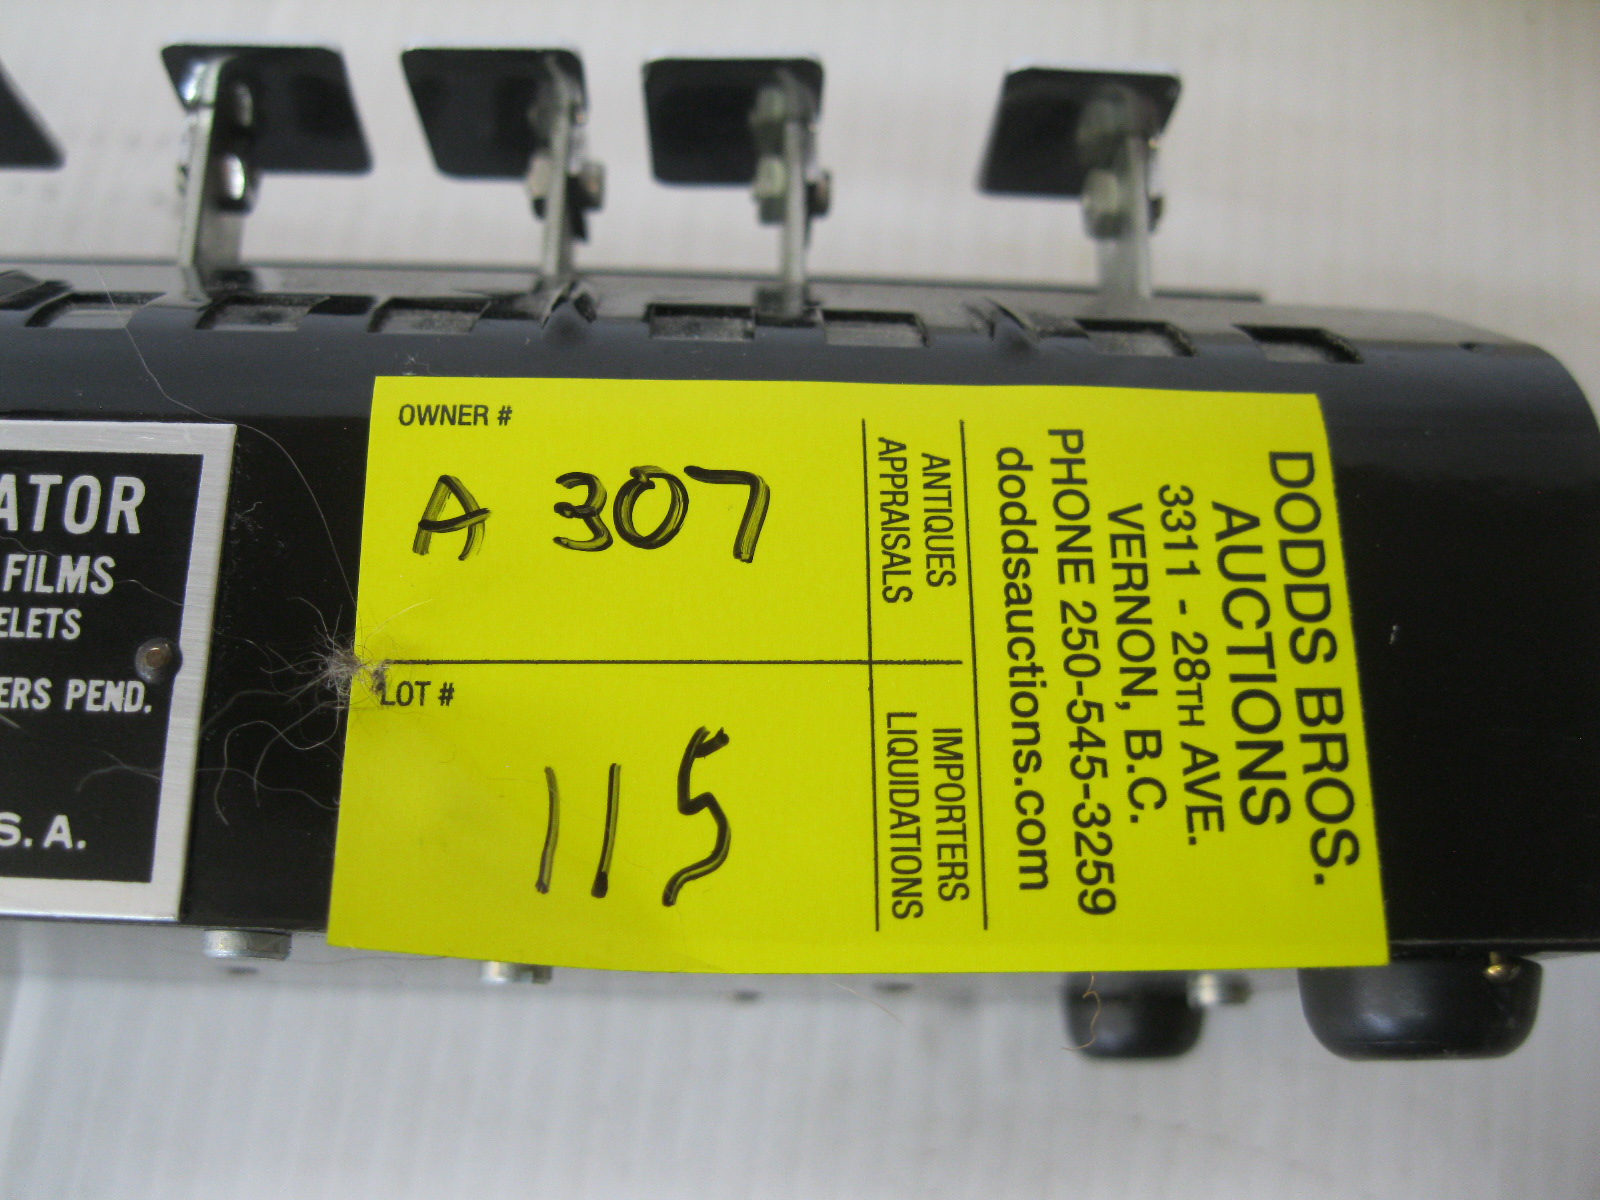 ATOR
FILMS
ELETS
ERS PEND.
S. A.
OWNER #
A 307
LOT #
115
ANTIQUES
APPRAISALS
IMPORTERS
LIQUIDATIONS
DODDS BROS.
AUCTIONS
3311 - 28TH AVE.
VERNON, B.C.
PHONE 250-545-3259
doddsauctions.com